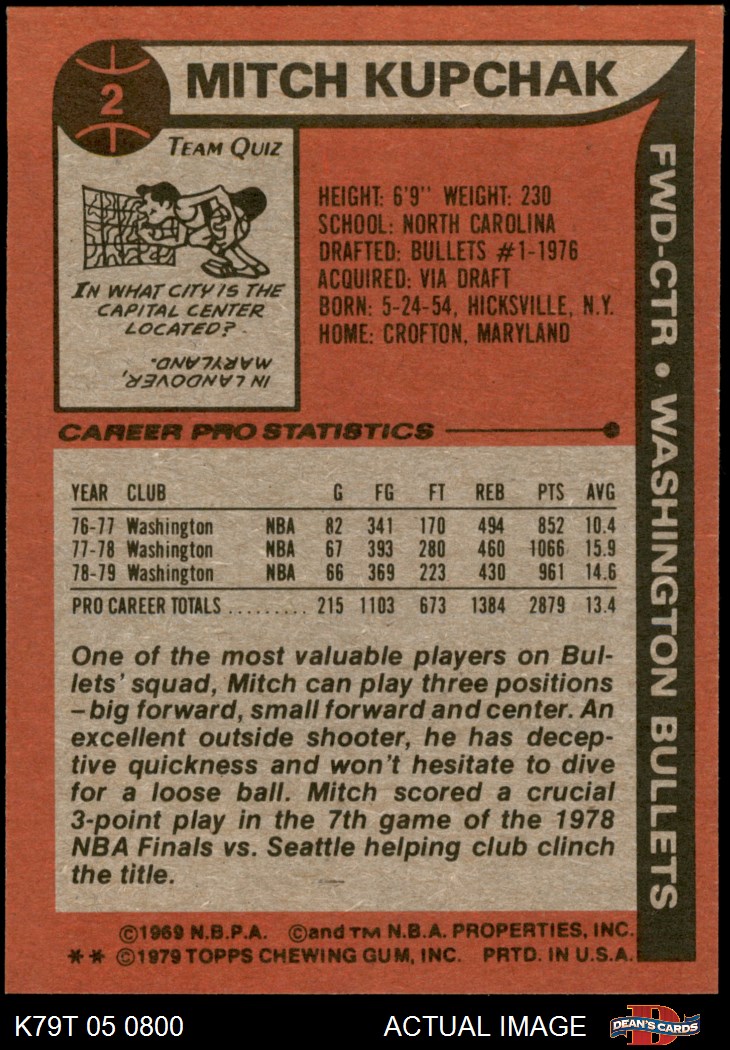 2
MITCH KUPCHAK
TEAM QUIZ
IN WHAT CITY IS THE
CAPITAL CENTER
LOCATED?
IN LANDOVER,
MARYLAND.
HEIGHT: 6'9'' WEIGHT: 230
SCHOOL: NORTH CAROLINA
DRAFTED: BULLETS #1-1976
ACQUIRED: VIA DRAFT
BORN: 5-24-54, HICKSVILLE, N.Y.
HOME: CROFTON, MARYLAND
FWD-CTR • WASHINGTON BULLETS
CAREER PRO STATISTICS
YEAR CLUB G FG FT REB PTS AVG
76-77 Washington NBA 82 341 170 494 852 10.4
77-78 Washington NBA 67 393 280 460 1066 15.9
78-79 Washington NBA 66 369 223 430 961 14.6
PRO CAREER TOTALS ......... 215 1103 673 1384 2879 13.4
One of the most valuable players on Bul-
lets' squad, Mitch can play three positions
–big forward, small forward and center. An
excellent outside shooter, he has decep-
tive quickness and won't hesitate to dive
for a loose ball. Mitch scored a crucial
3-point play in the 7th game of the 1978
NBA Finals vs. Seattle helping club clinch
the title.
©1969 N.B.P.A. ©and TM N.B.A. PROPERTIES, INC.
** ©1979 TOPPS CHEWING GUM, INC. PRTD. IN U.S.A.
K79T 05 0800 ACTUAL IMAGE D DEAN'S CARDS